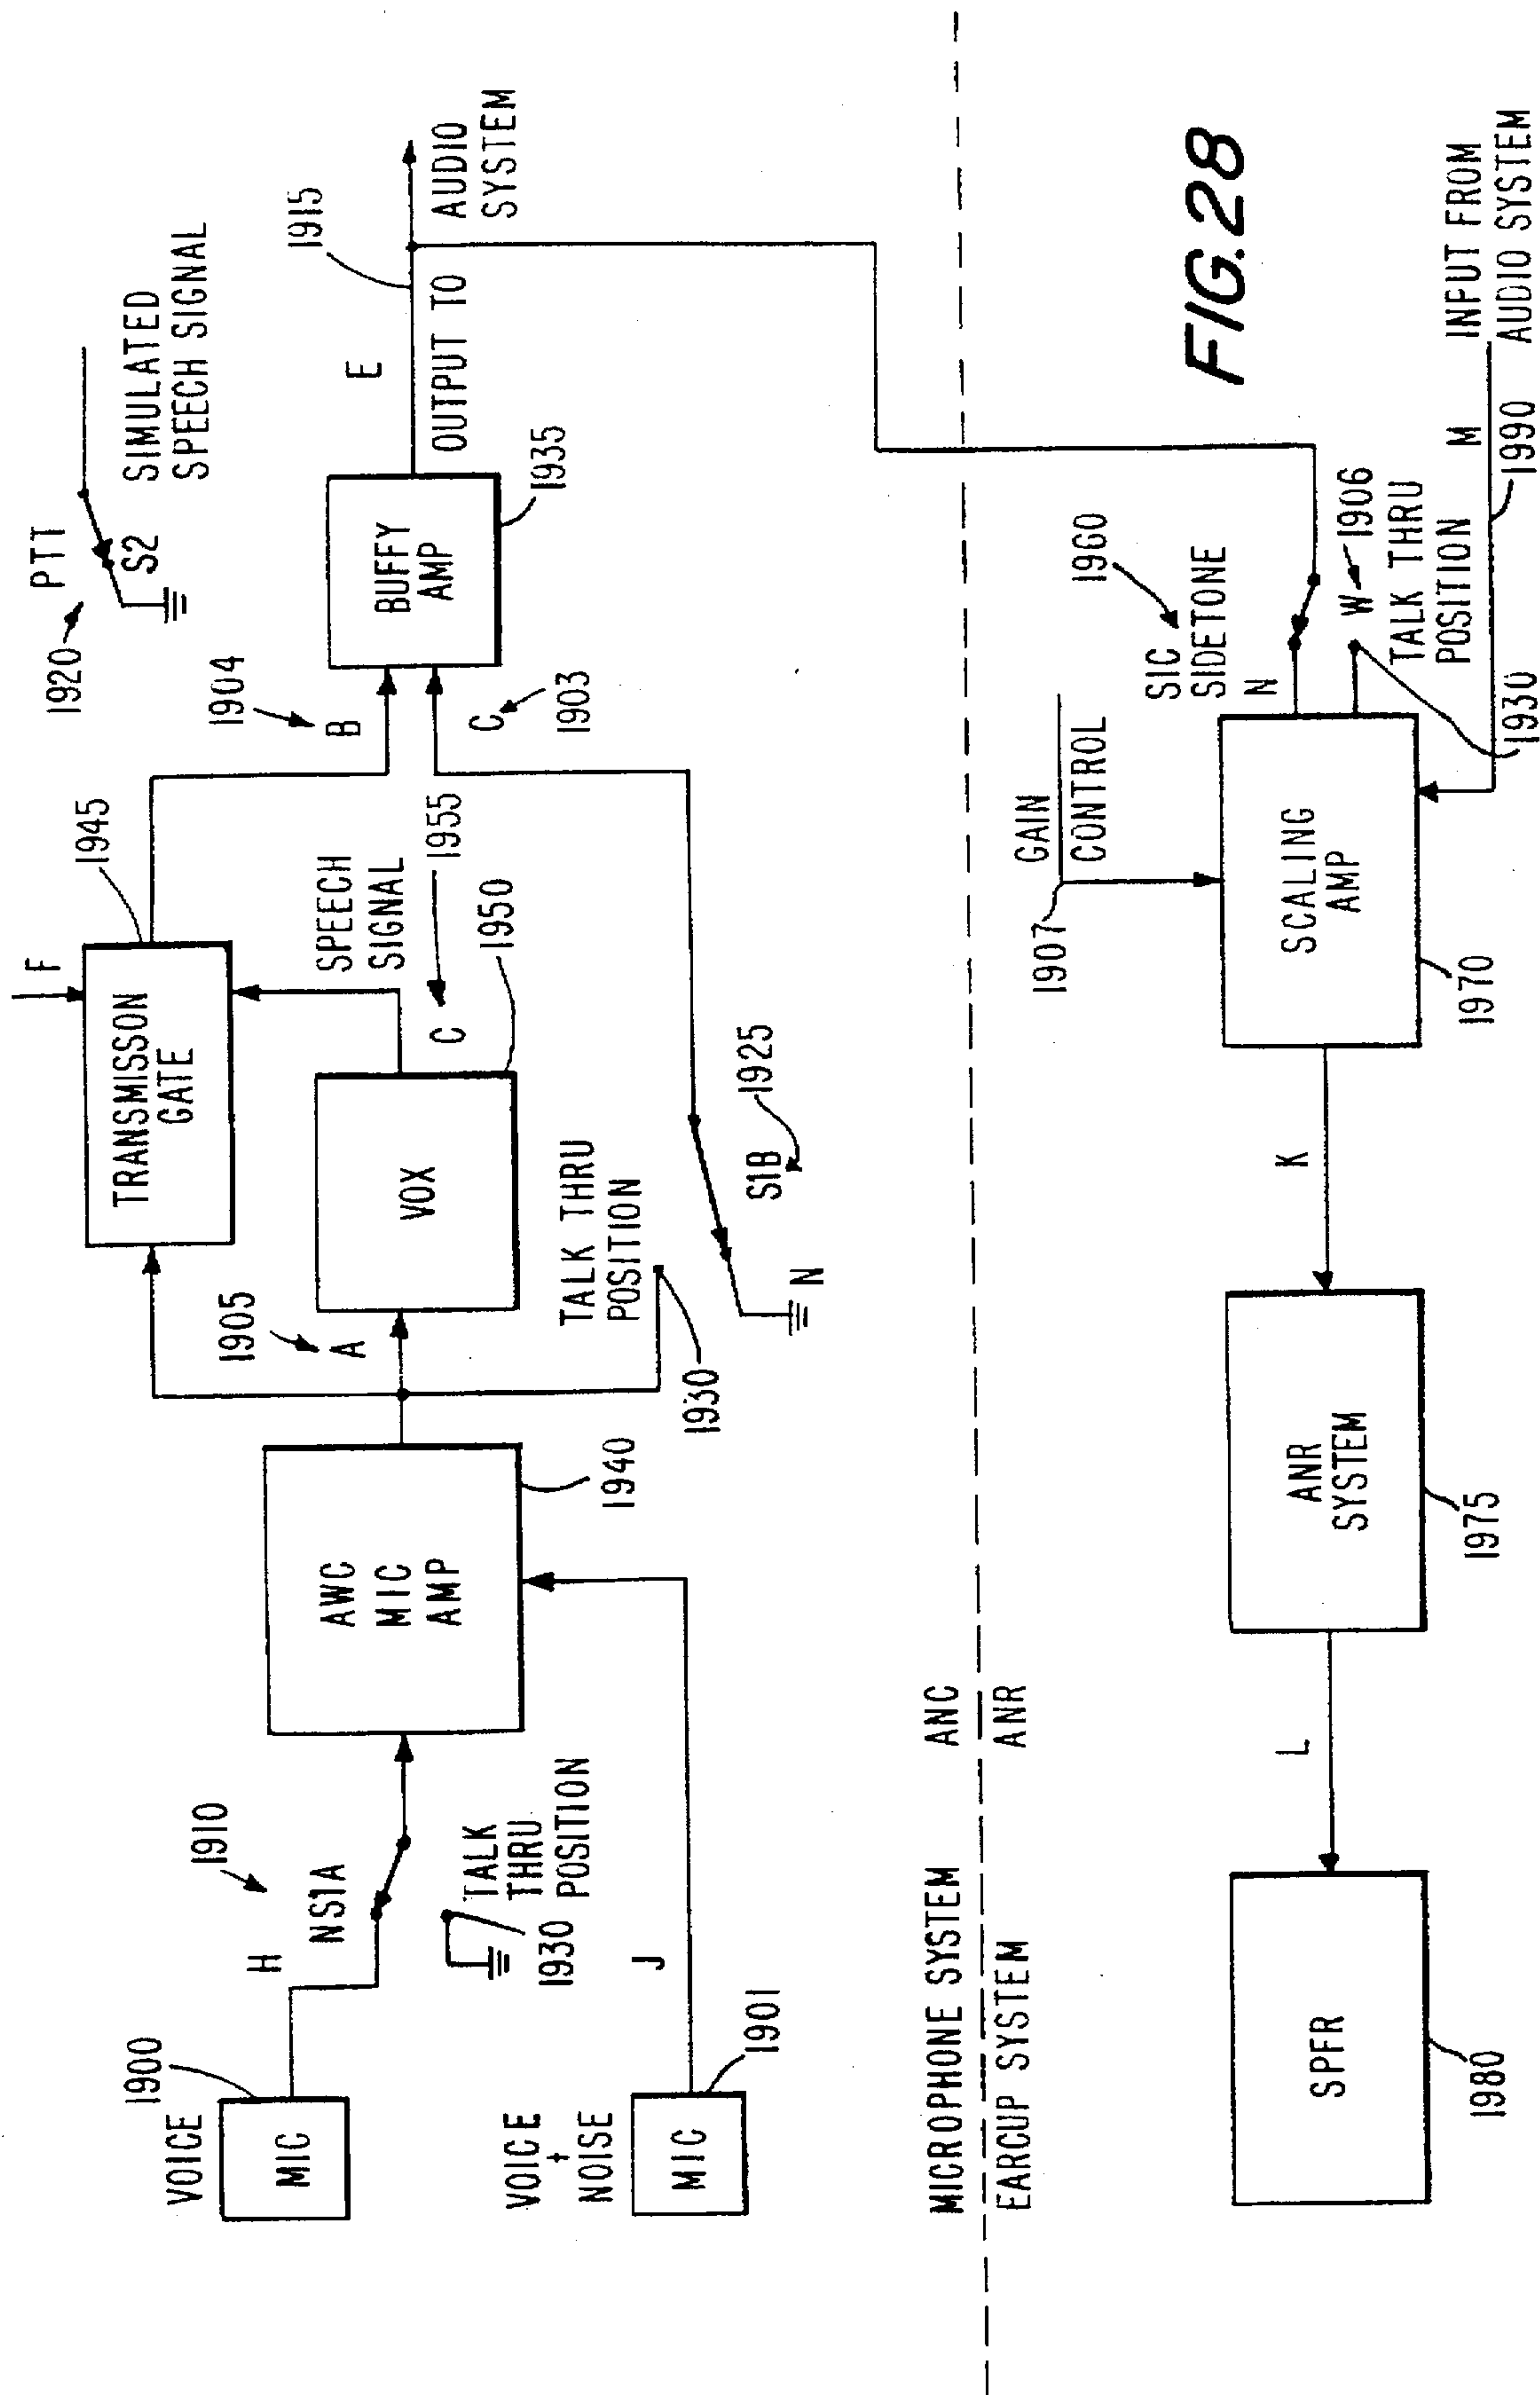 PTT
1920
S2
SIMULATED
SPEECH SIGNAL
F
1945
TRANSMISSON
GATE
1904
B
1915
1905
A
VOX
SPEECH
SIGNAL
C
1955
1950
C
1903
BUFFY
AMP
1935
E
OUTPUT TO
AUDIO
SYSTEM
VOICE
1900
MIC
H
NS1A
1910
TALK
THRU
POSITION
1930
AWC
MIC
AMP
1940
TALK THRU
POSITION
1930
S1B
1925
N
VOICE
+
NOISE
MIC
1901
J
MICROPHONE SYSTEM
ANC
EARCUP SYSTEM
ANR
GAIN
CONTROL
1907
1960
SIC
SIDETONE
N
W
1906
TALK THRU
POSITION
1930
SPFR
1980
L
ANR
SYSTEM
1975
K
SCALING
AMP
1970
M
INPUT FROM
AUDIO SYSTEM
1990
FIG.28